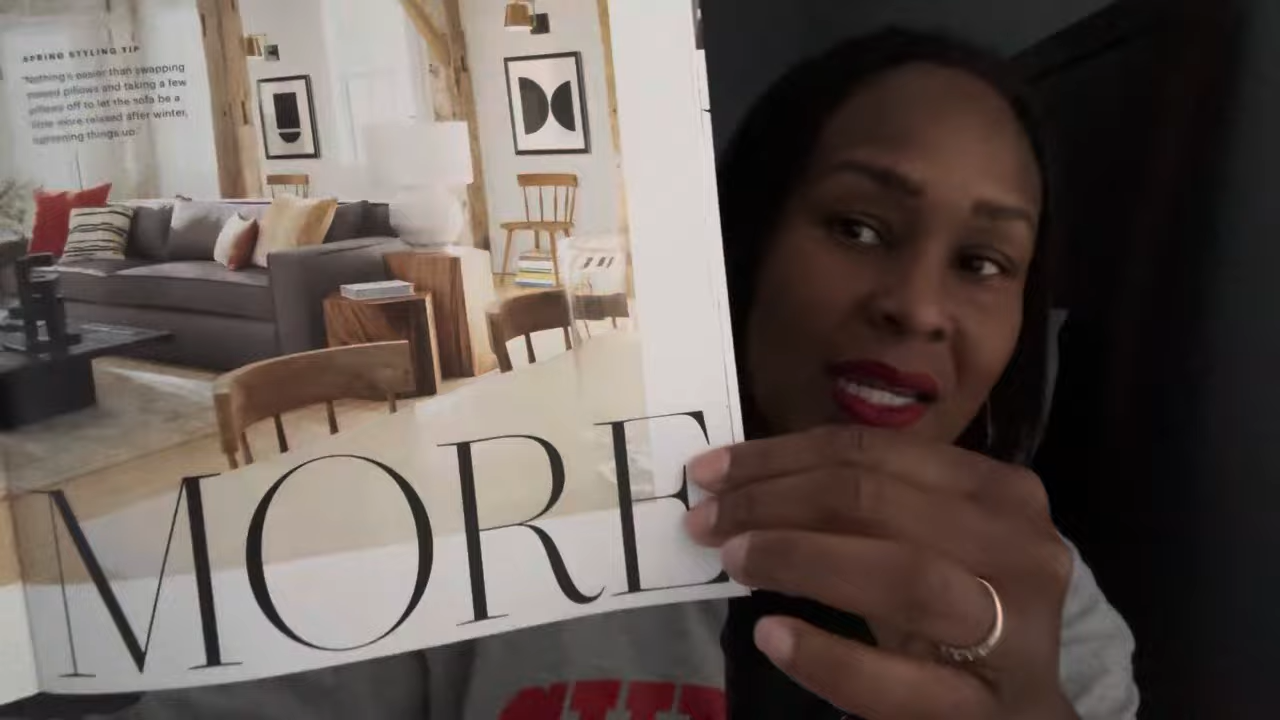 SPRING STYLING TIP
"Nothing's easier than swapping
toward pillows and taking a few
pillows off to let the sofa be a
little more relaxed after winter,
lightening things up."
MORE